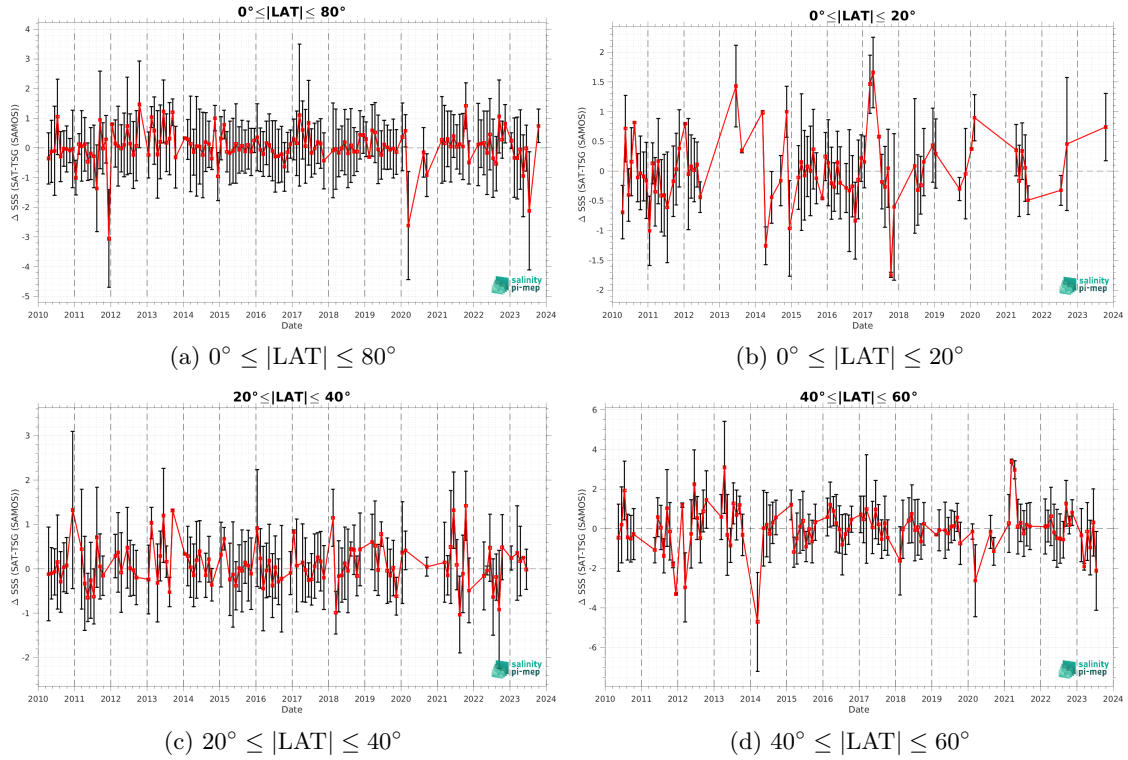 0°≤|LAT|≤ 80°
Δ SSS (SAT-TSG (SAMOS))
4
3
2
1
0
-1
-2
-3
-4
-5
2010 2011 2012 2013 2014 2015 2016 2017 2018 2019 2020 2021 2022 2023 2024
Date
salinity
pi-mep
(a) 0° ≤ |LAT| ≤ 80°
0°≤|LAT|≤ 20°
Δ SSS (SAT-TSG (SAMOS))
2
1.5
1
0.5
0
-0.5
-1
-1.5
-2
2010 2011 2012 2013 2014 2015 2016 2017 2018 2019 2020 2021 2022 2023 2024
Date
salinity
pi-mep
(b) 0° ≤ |LAT| ≤ 20°
20°≤|LAT|≤ 40°
Δ SSS (SAT-TSG (SAMOS))
3
2
1
0
-1
-2
2010 2011 2012 2013 2014 2015 2016 2017 2018 2019 2020 2021 2022 2023 2024
Date
salinity
pi-mep
(c) 20° ≤ |LAT| ≤ 40°
40°≤|LAT|≤ 60°
Δ SSS (SAT-TSG (SAMOS))
6
4
2
0
-2
-4
-6
2010 2011 2012 2013 2014 2015 2016 2017 2018 2019 2020 2021 2022 2023 2024
Date
salinity
pi-mep
(d) 40° ≤ |LAT| ≤ 60°